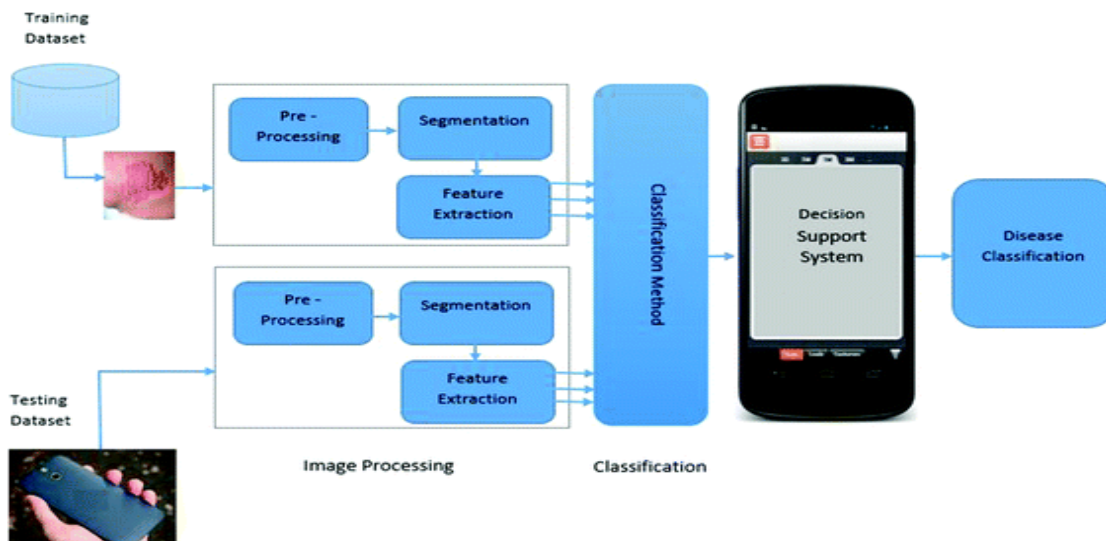 Training
Dataset
Pre -
Processing
Segmentation
Feature
Extraction
Classification Method
Decision
Support
System
Disease
Classification
Pre -
Processing
Segmentation
Feature
Extraction
Testing
Dataset
Image Processing
Classification